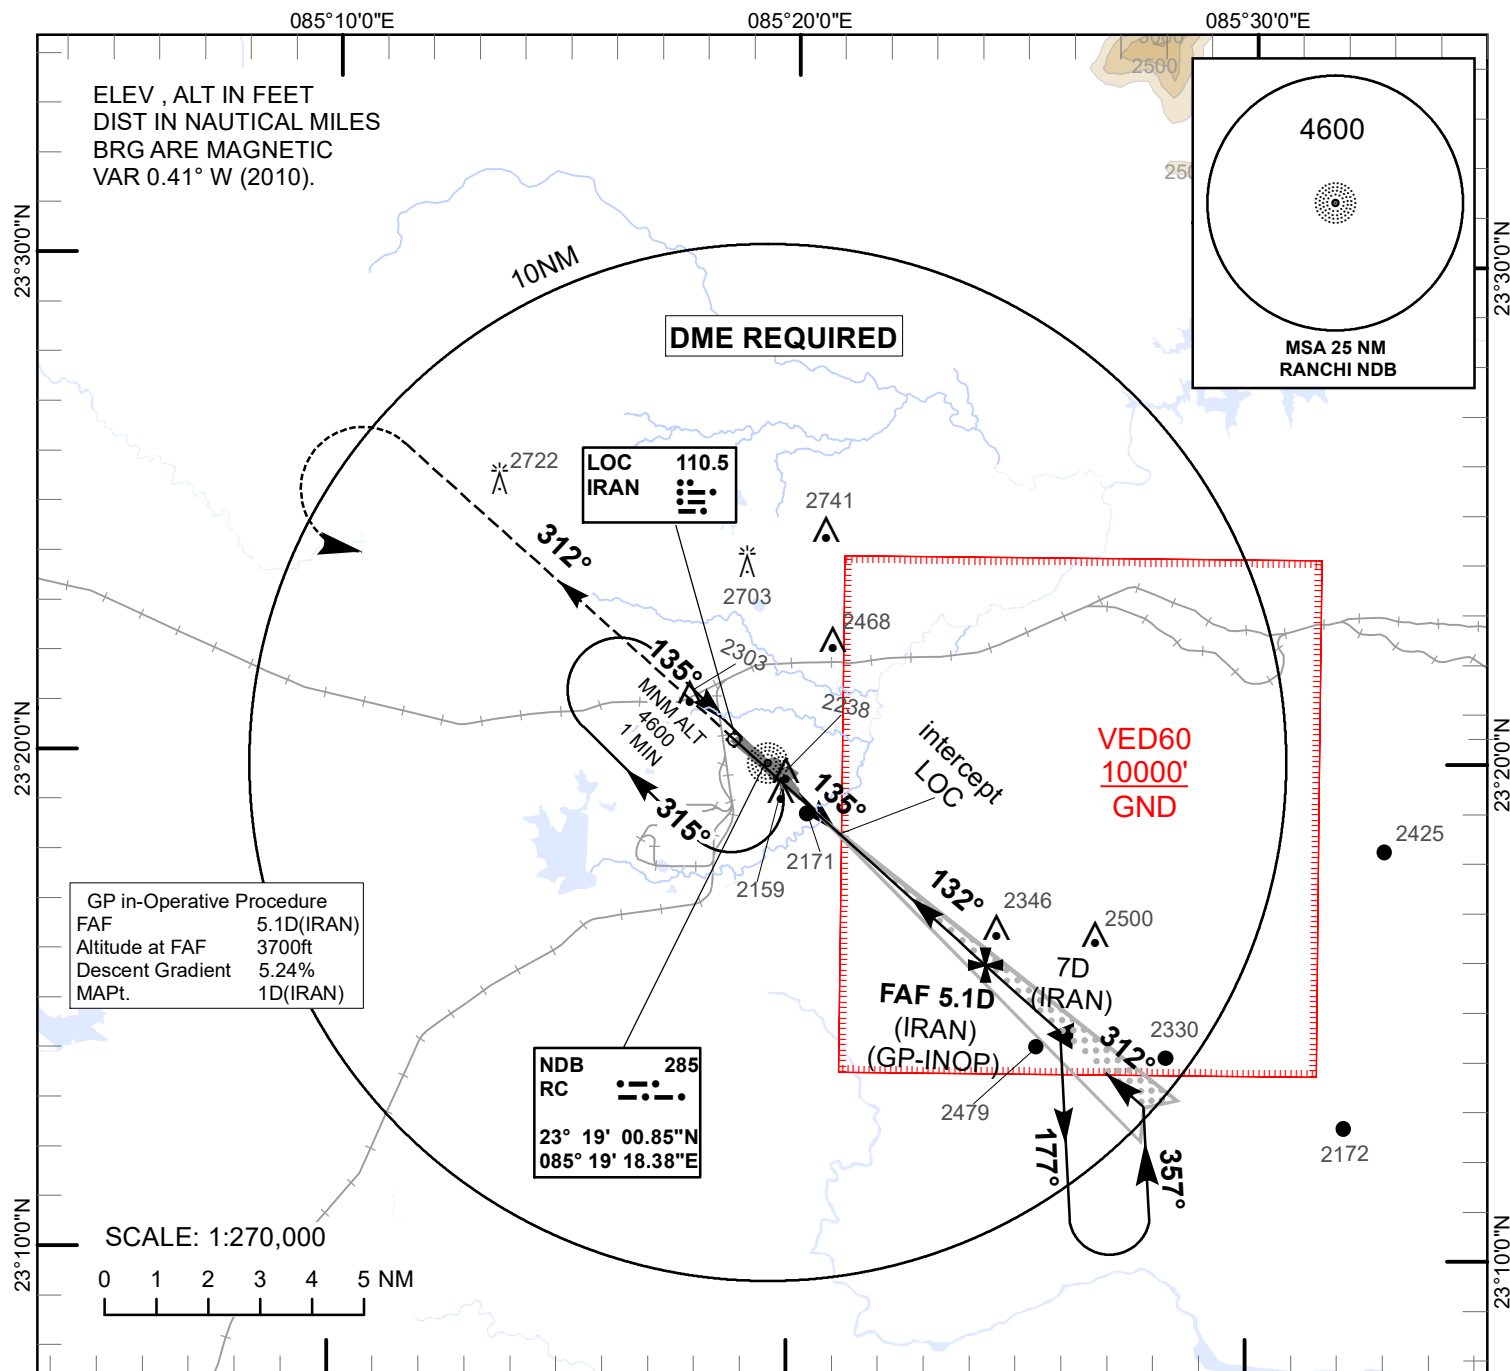 085°10'0"E
085°20'0"E
085°30'0"E
ELEV , ALT IN FEET
DIST IN NAUTICAL MILES
BRG ARE MAGNETIC
VAR 0.41° W (2010).
2500
4600
MSA 25 NM
RANCHI NDB
23°30'0"N
23°30'0"N
10NM
DME REQUIRED
2722
LOC 110.5
IRAN
2741
312°
2703
2468
135°
2303
MNM ALT
4600
1 MIN
2238
intercept
LOC
VED60
10000'
GND
23°20'0"N
23°20'0"N
135°
315°
2171
2159
2425
GP in-Operative Procedure
FAF 5.1D(IRAN)
Altitude at FAF 3700ft
Descent Gradient 5.24%
MAPt. 1D(IRAN)
132°
2346
2500
7D
(IRAN)
FAF 5.1D
(IRAN)
(GP-INOP)
312°
2330
2479
NDB 285
RC
23° 19' 00.85"N
085° 19' 18.38"E
177°
357°
2172
SCALE: 1:270,000
0 1 2 3 4 5 NM
23°10'0"N
23°10'0"N